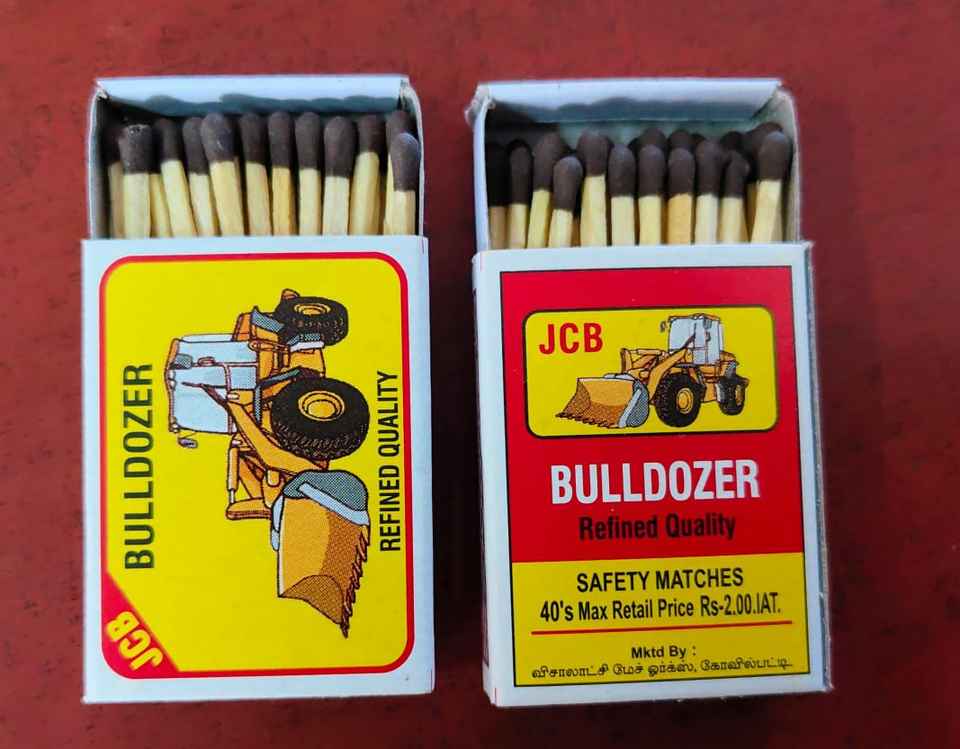 BULLDOZER
REFINED QUALITY
JCB
JCB
BULLDOZER
Refined Quality
SAFETY MATCHES
40's Max Retail Price Rs-2.00.IAT.
Mktd By :
விசாலாட்சி மேச் ஓர்க்ஸ், கோவில்பட்டி.